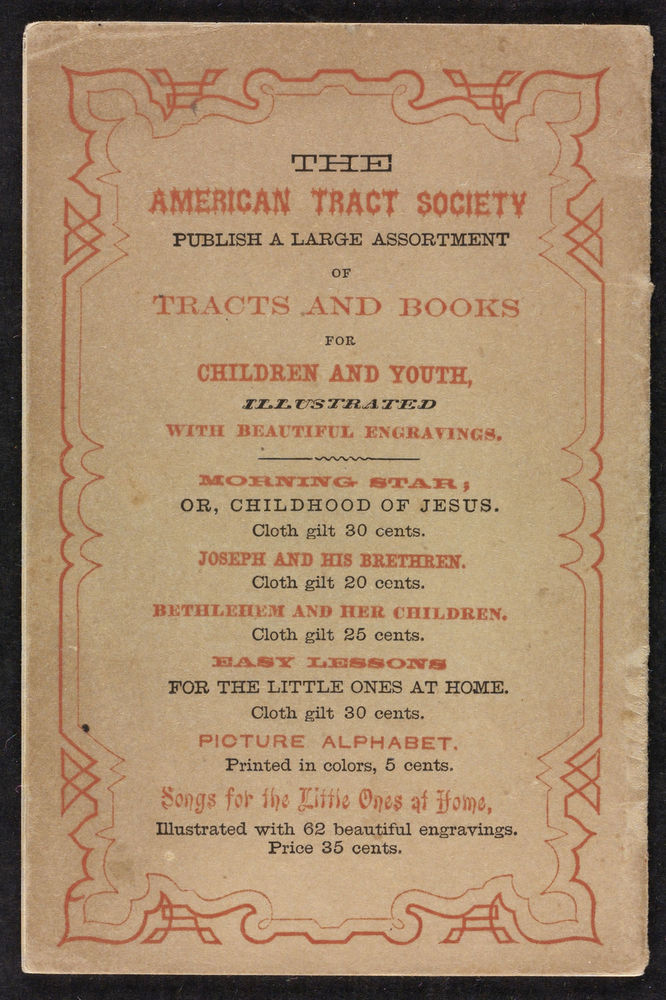 THE
AMERICAN TRACT SOCIETY
PUBLISH A LARGE ASSORTMENT
OF
TRACTS AND BOOKS
FOR
CHILDREN AND YOUTH,
ILLUSTRATED
WITH BEAUTIFUL ENGRAVINGS.
MORNING STAR;
OR, CHILDHOOD OF JESUS.
Cloth gilt 30 cents.
JOSEPH AND HIS BRETHREN.
Cloth gilt 20 cents.
BETHLEHEM AND HER CHILDREN.
Cloth gilt 25 cents.
EASY LESSONS
FOR THE LITTLE ONES AT HOME.
Cloth gilt 30 cents.
PICTURE ALPHABET.
Printed in colors, 5 cents.
Songs for the Little Ones at Home,
Illustrated with 62 beautiful engravings.
Price 35 cents.